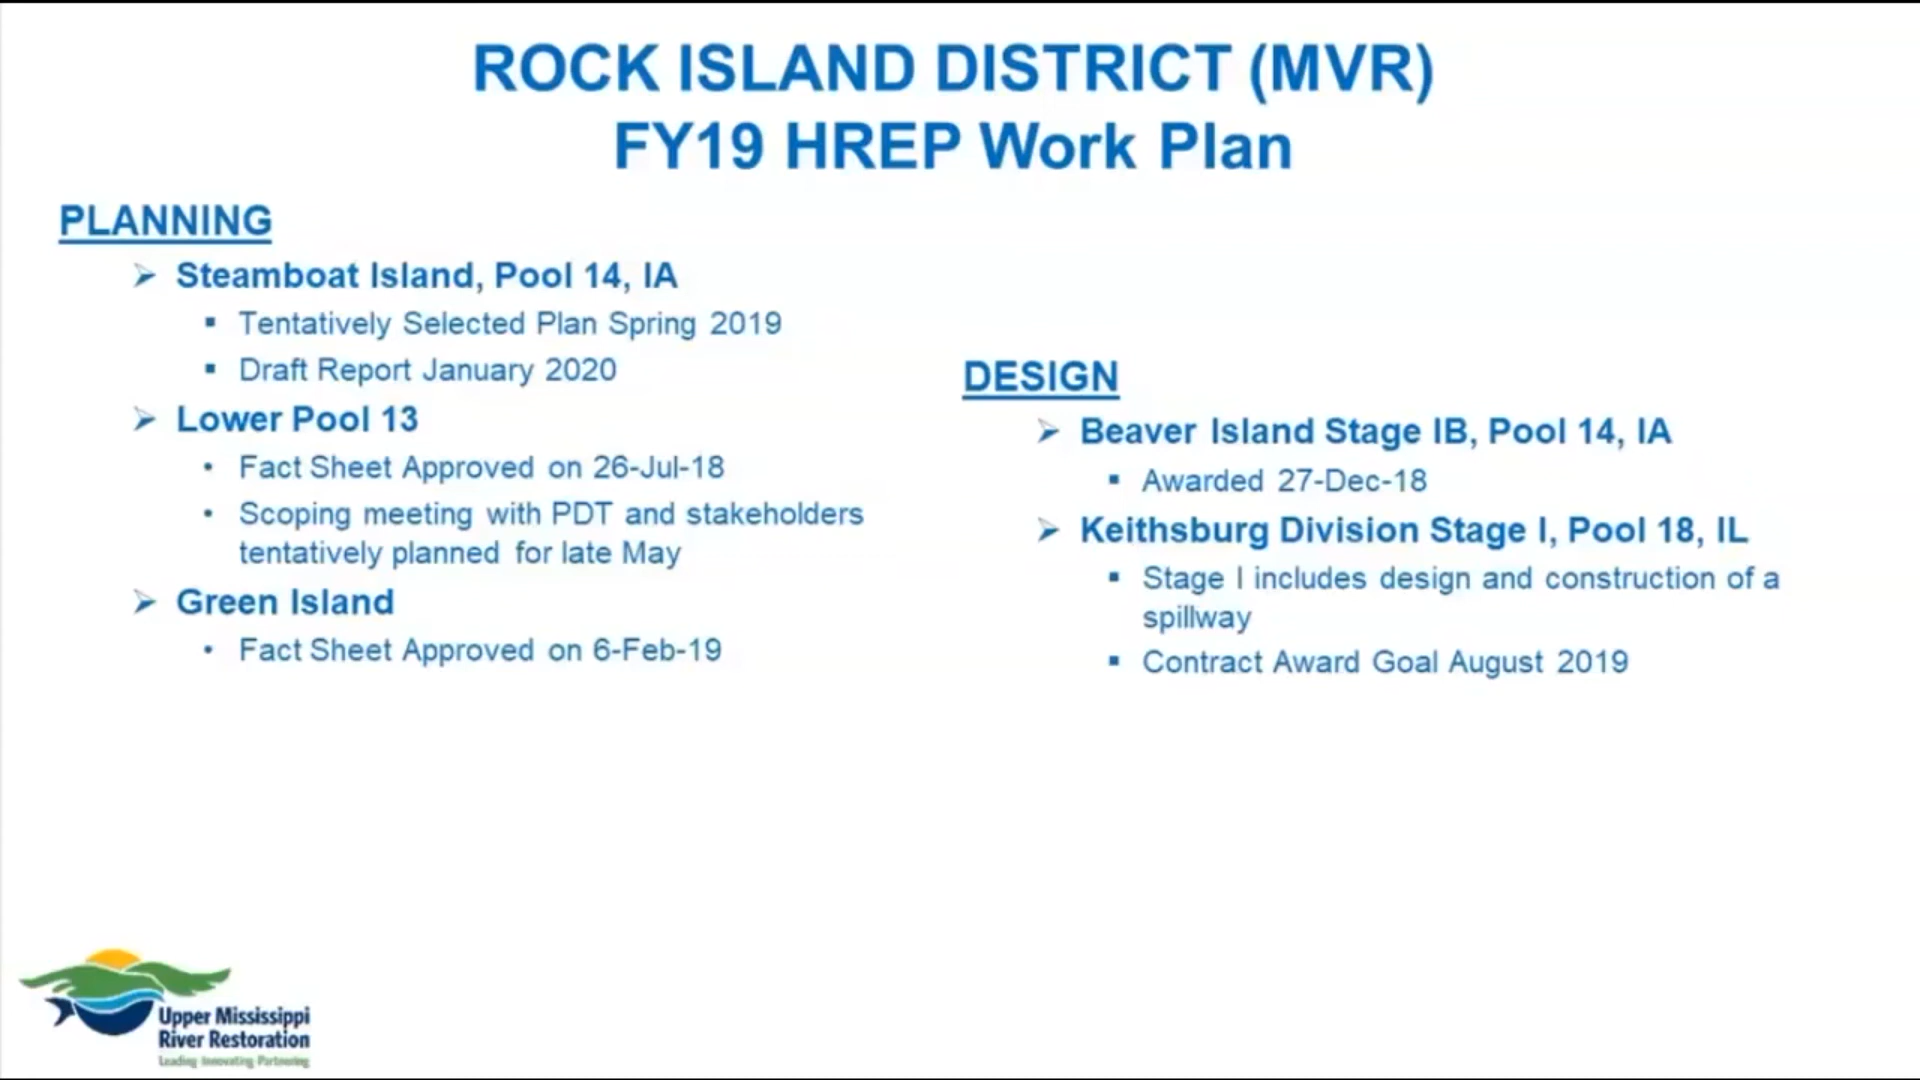 ROCK ISLAND DISTRICT (MVR)
FY19 HREP Work Plan
PLANNING
Steamboat Island, Pool 14, IA
Tentatively Selected Plan Spring 2019
Draft Report January 2020
Lower Pool 13
Fact Sheet Approved on 26-Jul-18
Scoping meeting with PDT and stakeholders
tentatively planned for late May
Green Island
Fact Sheet Approved on 6-Feb-19
DESIGN
Beaver Island Stage IB, Pool 14, IA
Awarded 27-Dec-18
Keithsburg Division Stage I, Pool 18, IL
Stage I includes design and construction of a
spillway
Contract Award Goal August 2019
Upper Mississippi
River Restoration
Leading Innovating Partnering